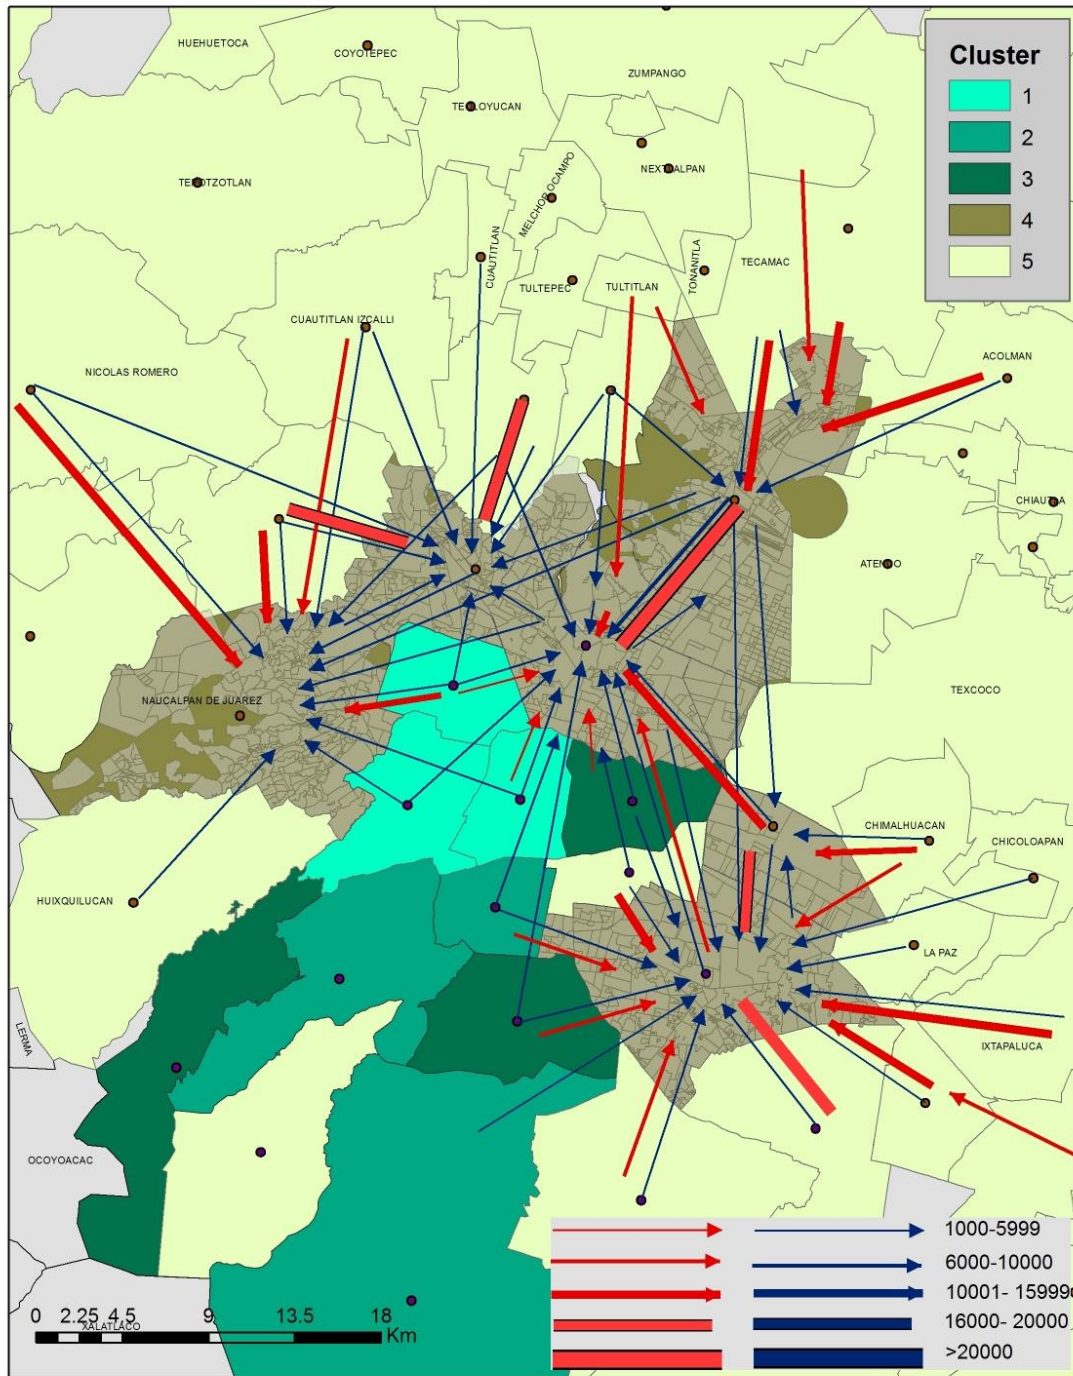 HUEHUETOCA
COYOTEPEC
ZUMPANGO
TEOLOYUCAN
TEPOTZOTLAN
NEXTLALPAN
MELCHOR OCAMPO
CUAUTITLAN
TULTEPEC
TULTITLAN
TONANITLA
TECAMAC
CUAUTITLAN IZCALLI
NICOLAS ROMERO
ACOLMAN
CHIAUTLA
ATENCO
TEXCOCO
NAUCALPAN DE JUAREZ
CHIMALHUACAN
CHICOLOAPAN
HUIXQUILUCAN
LA PAZ
LERMA
IXTAPALUCA
OCOYOACAC
XALATLACO
Cluster
1
2
3
4
5
0 2.25 4.5 9 13.5 18
Km
1000-5999
6000-10000
10001- 15999
16000- 20000
>20000